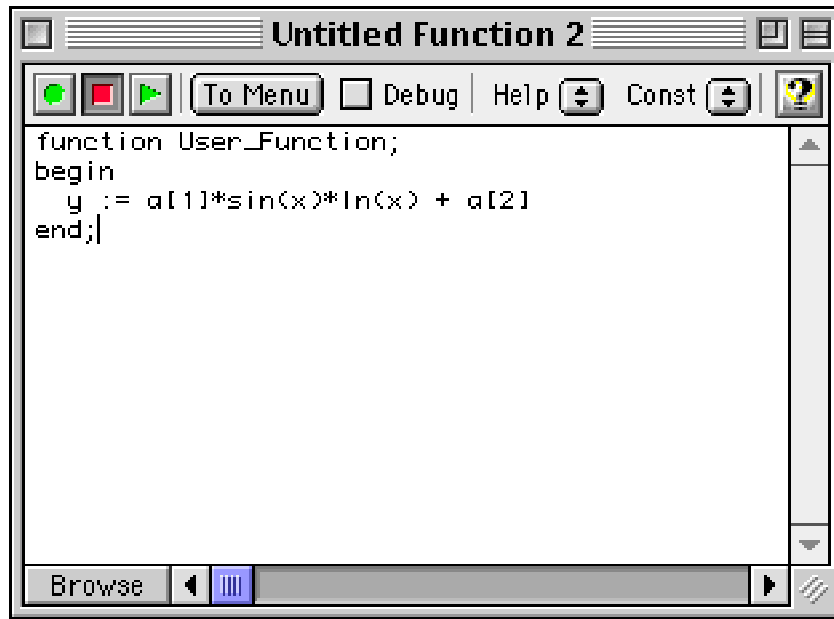 Untitled Function 2
To Menu Debug Help Const
function User_Function;
begin
  y := a[1]*sin(x)*ln(x) + a[2]
end;
Browse